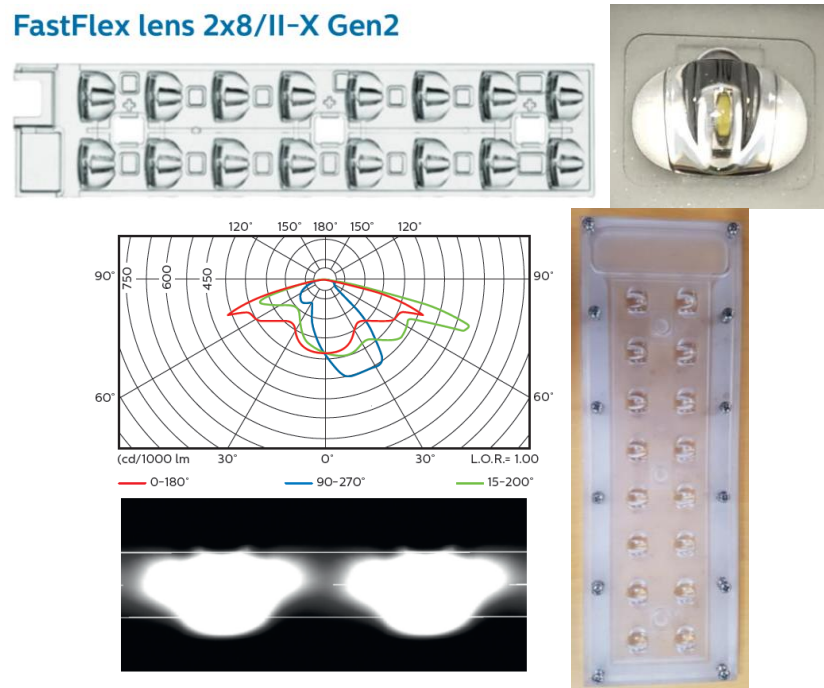 FastFlex lens 2x8/II-X Gen2
120° 150° 180° 150° 120°
90° 750 600 450 90°
60° 60°
(cd/1000 lm 30° 0° 30° L.O.R.= 1.00
0-180° 90-270° 15-200°